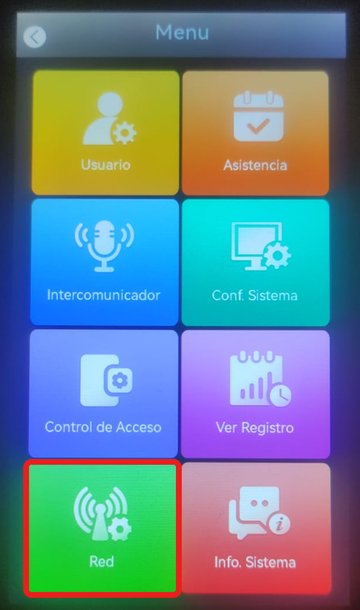 Menu
Usuario
Asistencia
Intercomunicador
Conf. Sistema
Control de Acceso
Ver Registro
Red
Info. Sistema